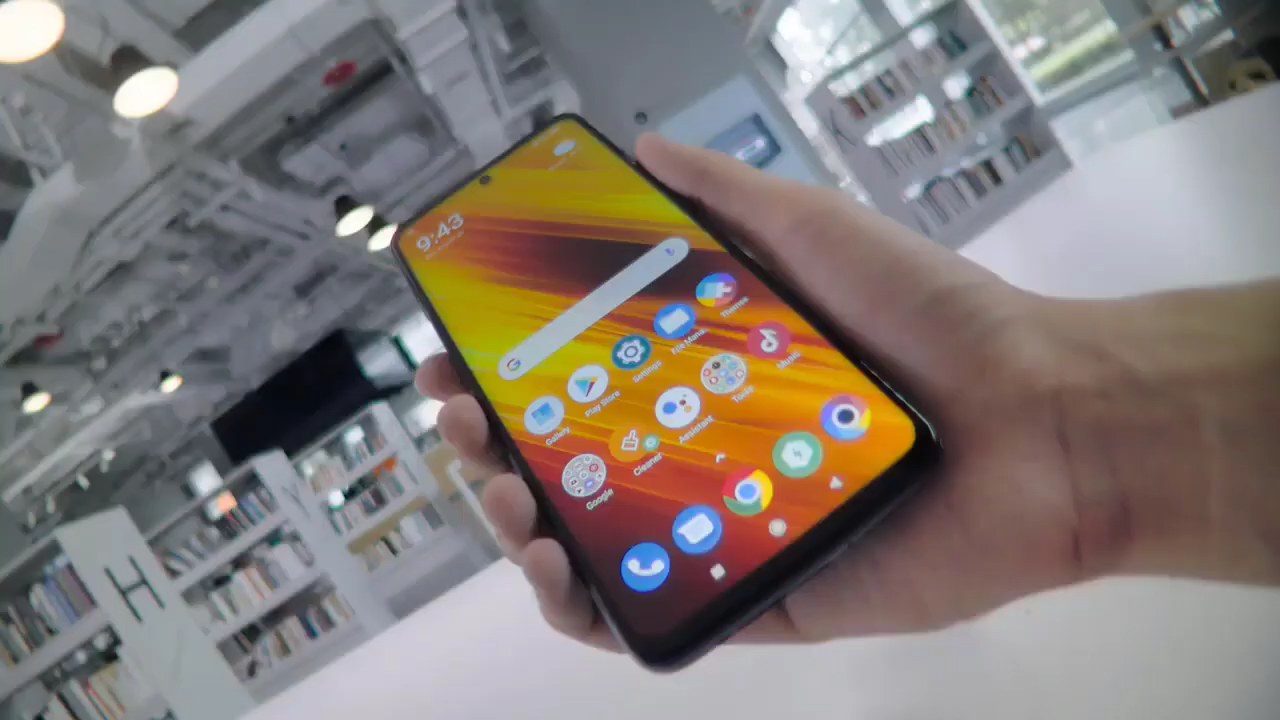 9:43
G
Themes
File Mana
Settings
Play Store
Gallery
Music
Tools
Assistant
Cleaner
Google
K
Y
H